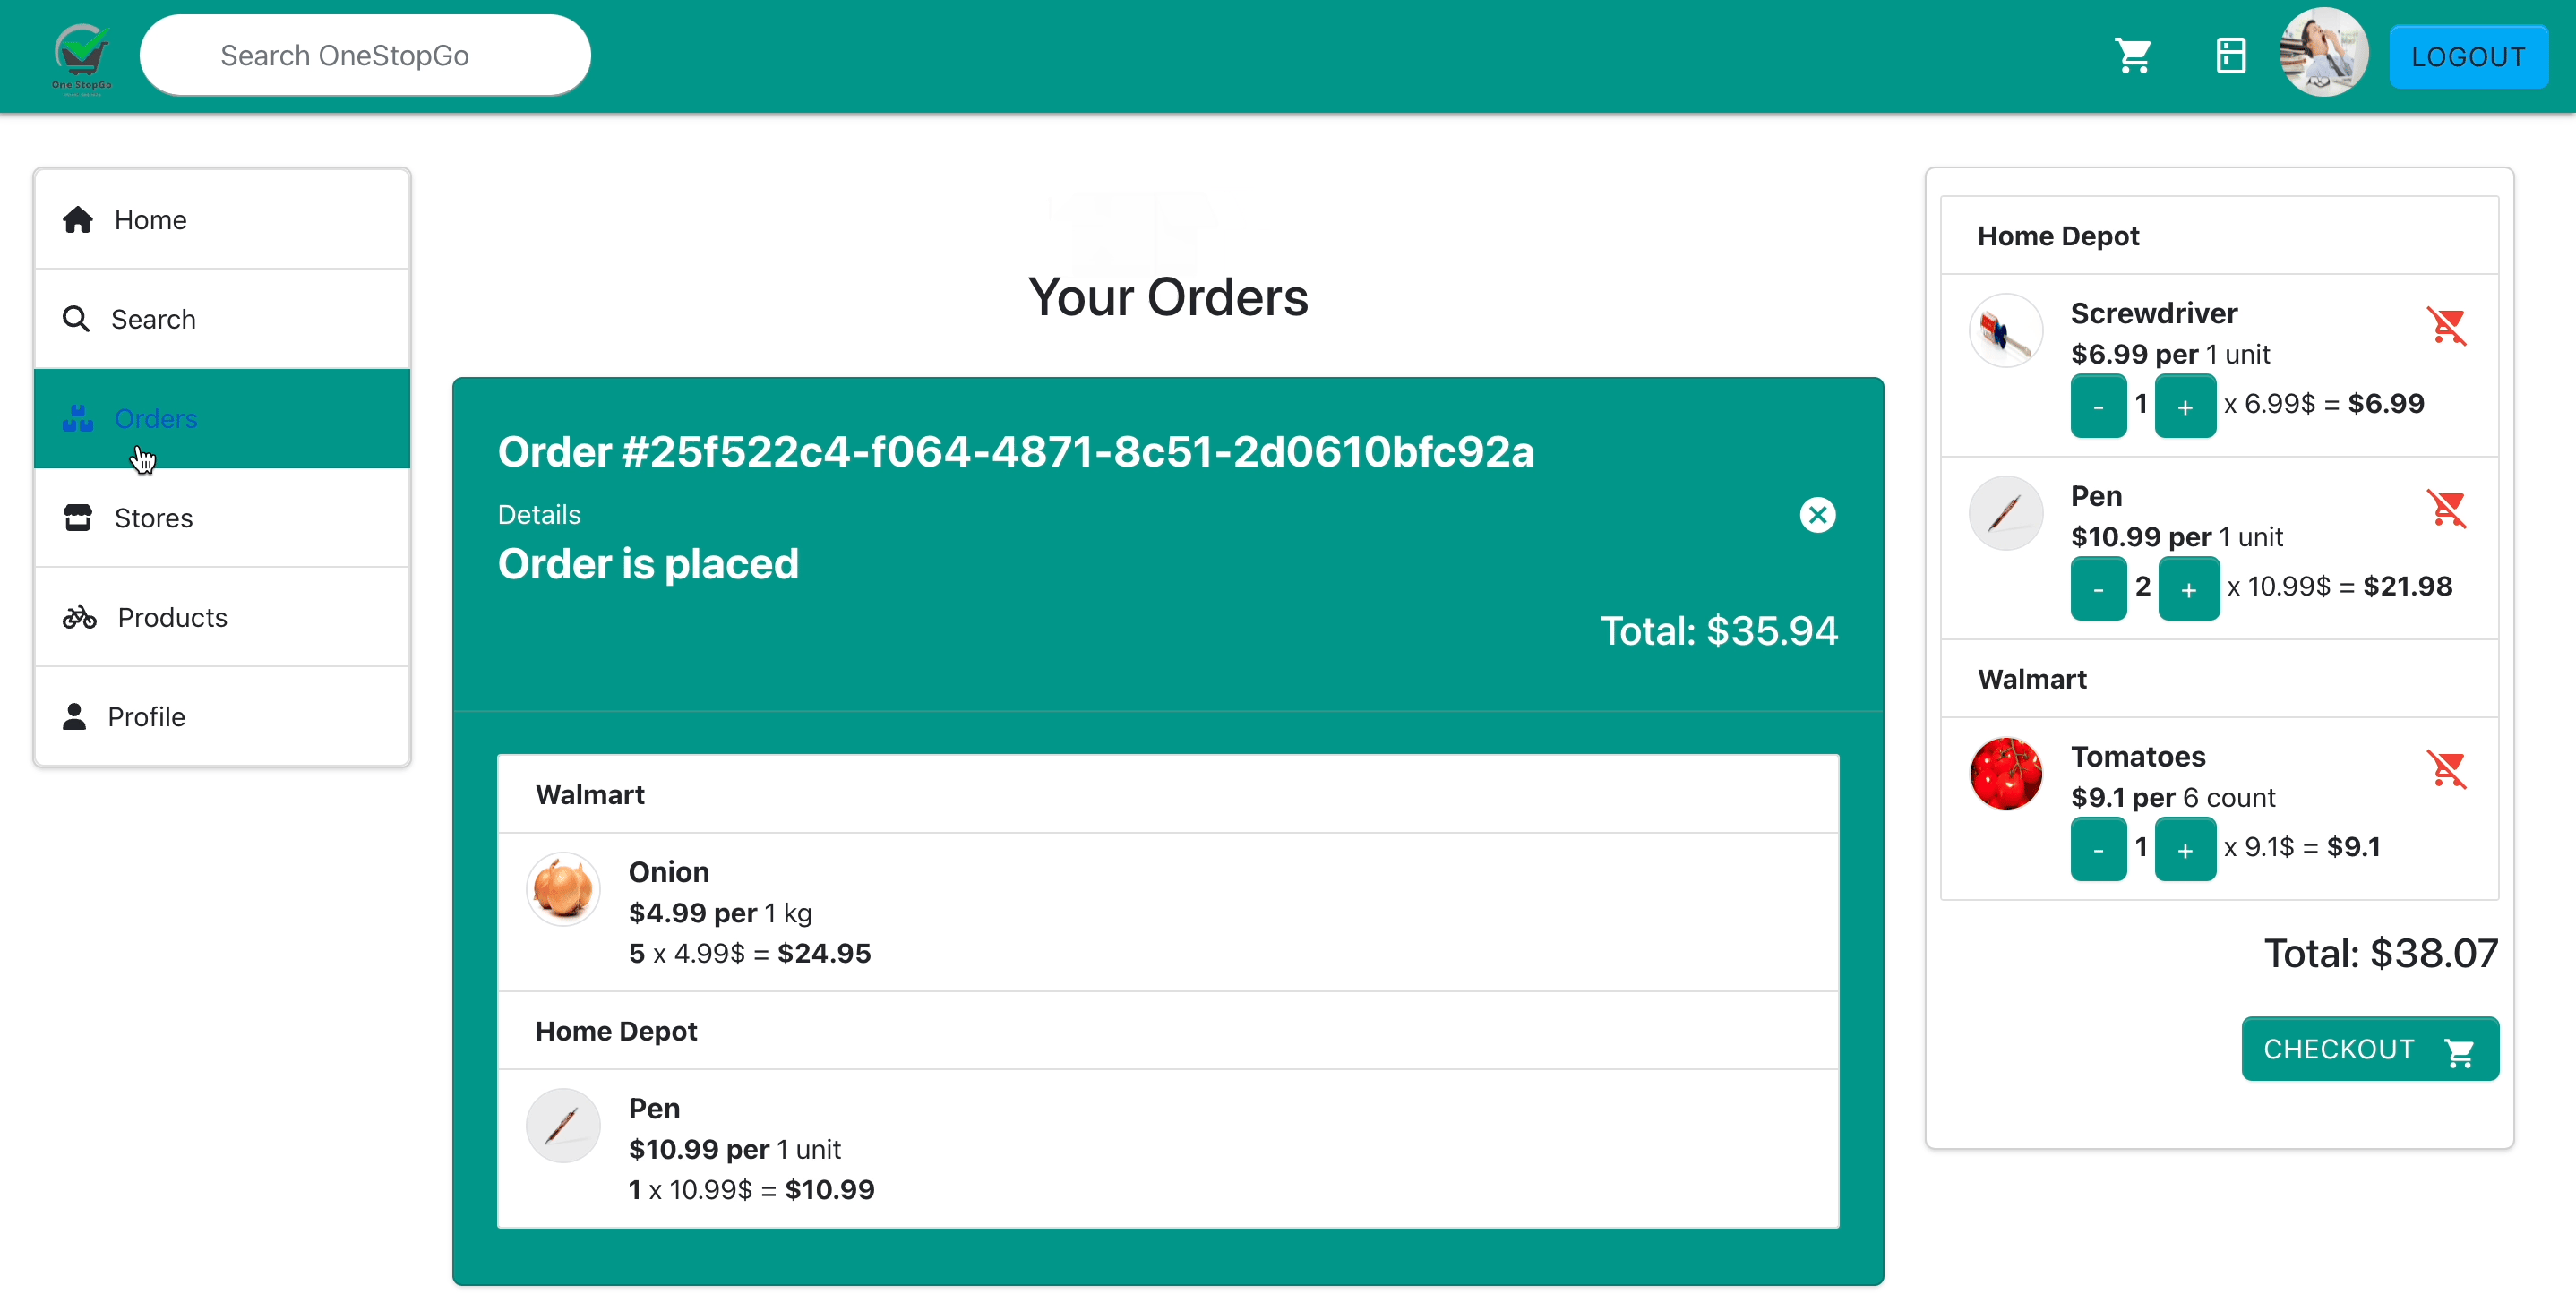 One StopGo
Search OneStopGo
LOGOUT
Home
Search
Orders
Stores
Products
Profile
Your Orders
Order #25f522c4-f064-4871-8c51-2d0610bfc92a
Details
Order is placed
Total: $35.94
Walmart
Onion
$4.99 per 1 kg
5 x 4.99$ = $24.95
Home Depot
Pen
$10.99 per 1 unit
1 x 10.99$ = $10.99
Home Depot
Screwdriver
$6.99 per 1 unit
- 1 + x 6.99$ = $6.99
Pen
$10.99 per 1 unit
- 2 + x 10.99$ = $21.98
Walmart
Tomatoes
$9.1 per 6 count
- 1 + x 9.1$ = $9.1
Total: $38.07
CHECKOUT